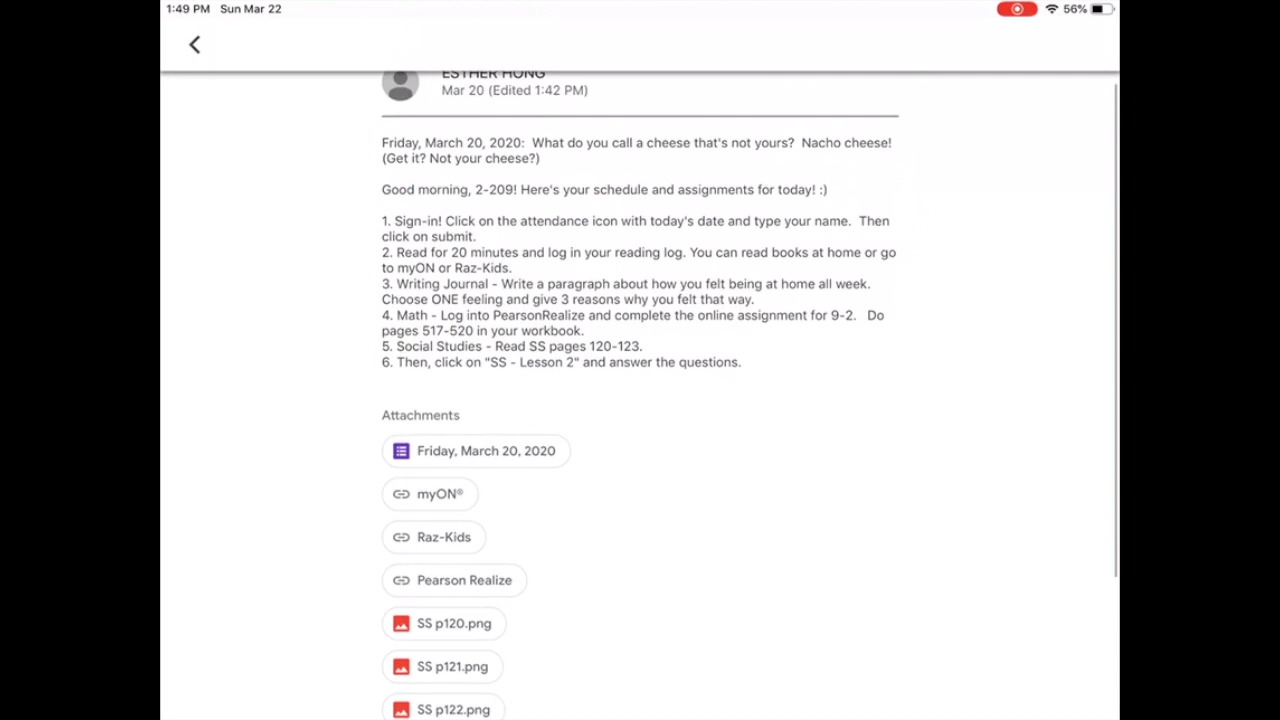 1:49 PM Sun Mar 22
56%
ESTHER HONG
Mar 20 (Edited 1:42 PM)
Friday, March 20, 2020: What do you call a cheese that's not yours? Nacho cheese!
(Get it? Not your cheese?)
Good morning, 2-209! Here's your schedule and assignments for today! :)
1. Sign-in! Click on the attendance icon with today's date and type your name. Then
click on submit.
2. Read for 20 minutes and log in your reading log. You can read books at home or go
to myON or Raz-Kids.
3. Writing Journal - Write a paragraph about how you felt being at home all week.
Choose ONE feeling and give 3 reasons why you felt that way.
4. Math - Log into PearsonRealize and complete the online assignment for 9-2. Do
pages 517-520 in your workbook.
5. Social Studies - Read SS pages 120-123.
6. Then, click on "SS - Lesson 2" and answer the questions.
Attachments
Friday, March 20, 2020
myON®
Raz-Kids
Pearson Realize
SS p120.png
SS p121.png
SS p122.png